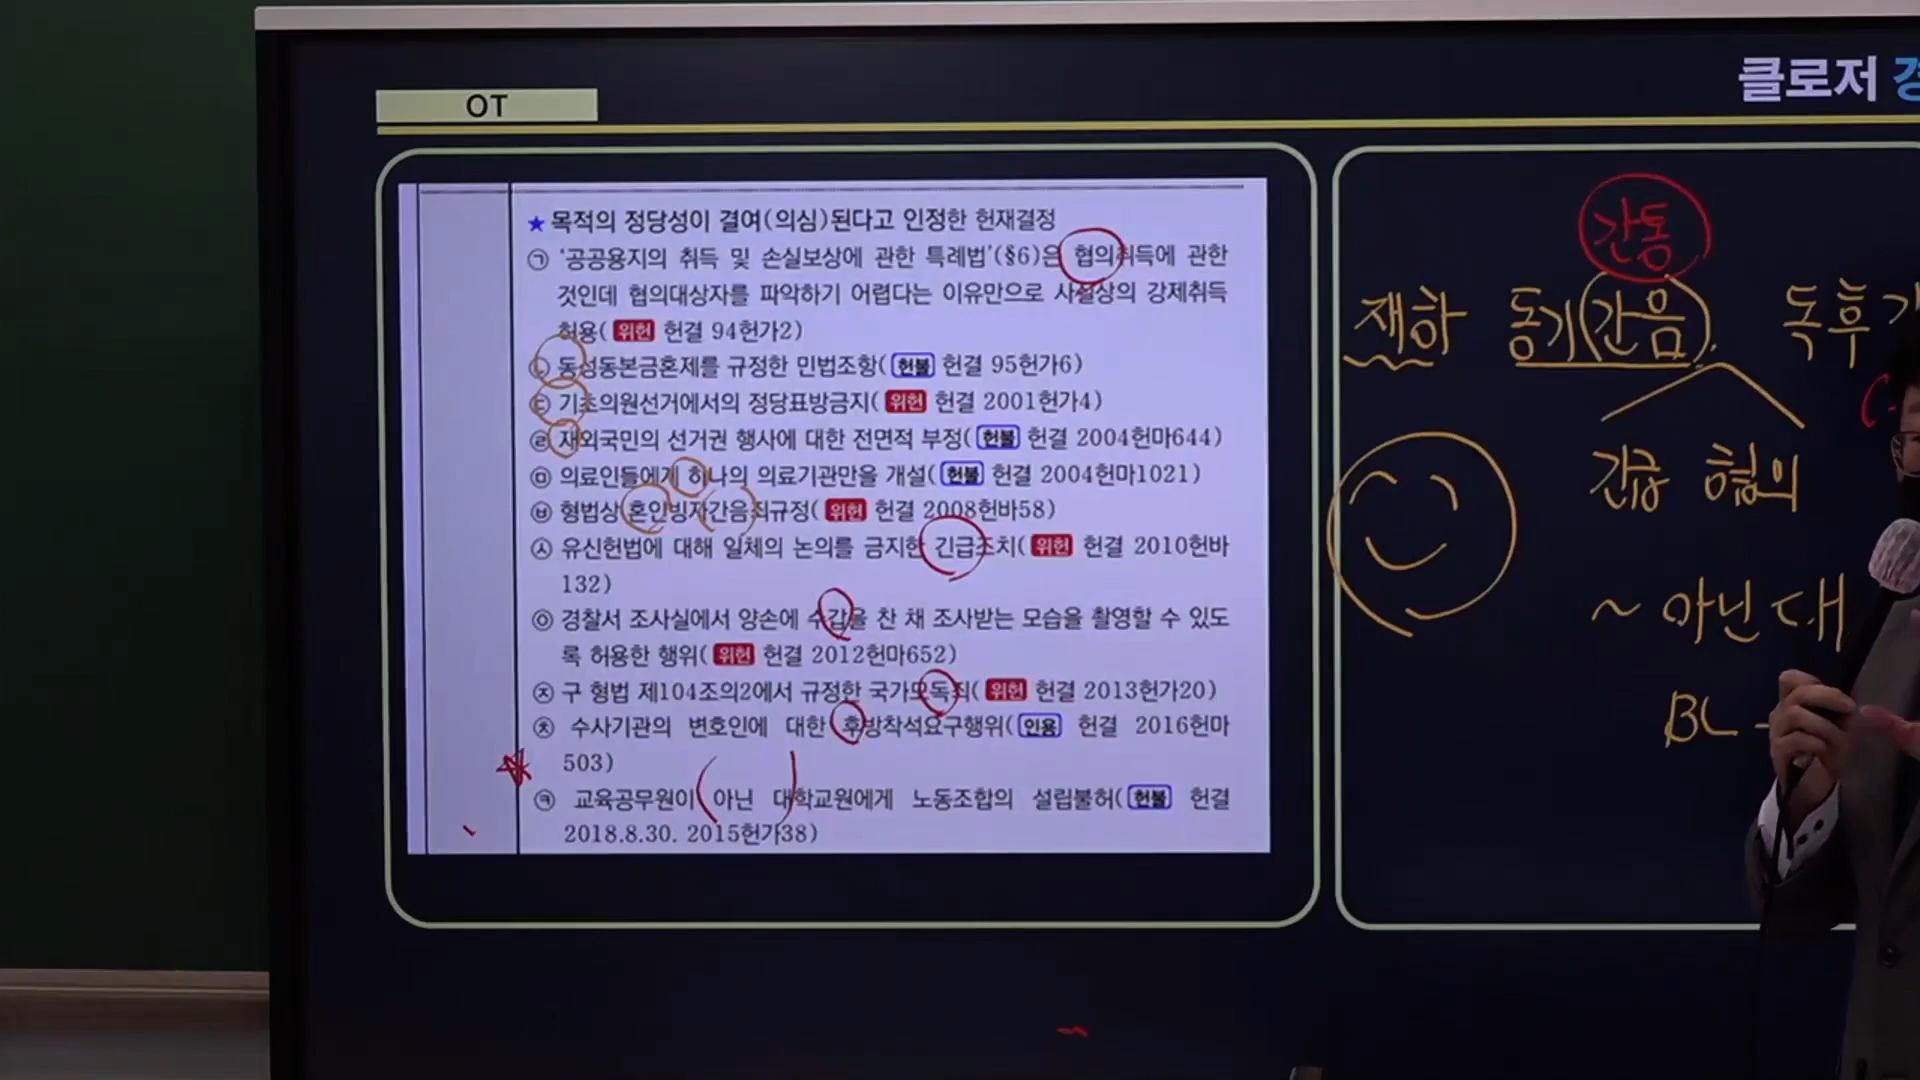 클로저
OT
★ 목적의 정당성이 결여(의심)된다고 인정한 헌재결정
㉠ ‘공공용지의 취득 및 손실보상에 관한 특례법’(§6)은 협의취득에 관한
것인데 협의대상자를 파악하기 어렵다는 이유만으로 사실상의 강제취득
허용(위헌 헌결 94헌가2)
㉡ 동성동본금혼제를 규정한 민법조항(헌불 헌결 95헌가6)
㉢ 기초의원선거에서의 정당표방금지(위헌 헌결 2001헌가4)
㉣ 재외국민의 선거권 행사에 대한 전면적 부정(헌불 헌결 2004헌마644)
㉤ 의료인들에게 하나의 의료기관만을 개설(헌불 헌결 2004헌마1021)
㉥ 형법상 혼인빙자간음죄규정(위헌 헌결 2008헌바58)
㉦ 유신헌법에 대해 일체의 논의를 금지한 긴급조치(위헌 헌결 2010헌바
132)
㉧ 경찰서 조사실에서 양손에 수갑을 찬 채 조사받는 모습을 촬영할 수 있도
록 허용한 행위(위헌 헌결 2012헌마652)
㉨ 구 형법 제104조의2에서 규정한 국가모독죄(위헌 헌결 2013헌가20)
㉩ 수사기관의 변호인에 대한 후방착석요구행위(인용 헌결 2016헌마
503)
㉪ 교육공무원이 아닌 대학교원에게 노동조합의 설립불허(헌불 헌결
2018.8.30. 2015헌가38)
간통
재하 동기(간음) 독후
긴급 협의
~ 아닌 대
BL